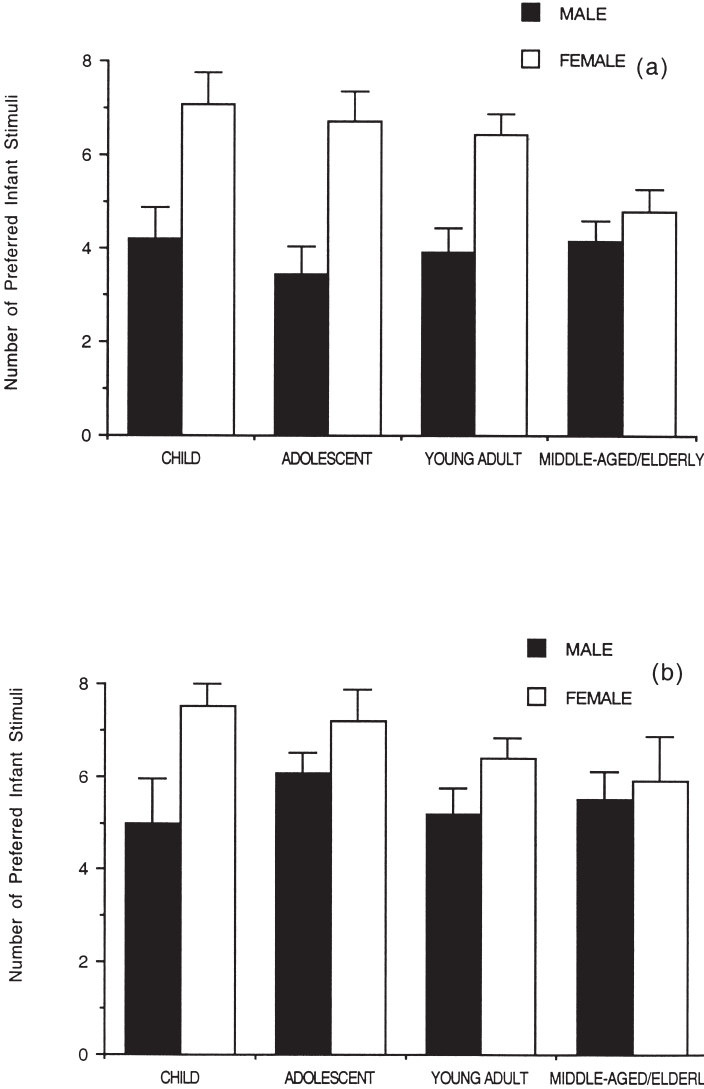 MALE
FEMALE (a)
Number of Preferred Infant Stimuli
8
6
4
2
0
CHILD ADOLESCENT YOUNG ADULT MIDDLE-AGED/ELDERLY
MALE
FEMALE (b)
Number of Preferred Infant Stimuli
8
6
4
2
0
CHILD ADOLESCENT YOUNG ADULT MIDDLE-AGED/ELDERL